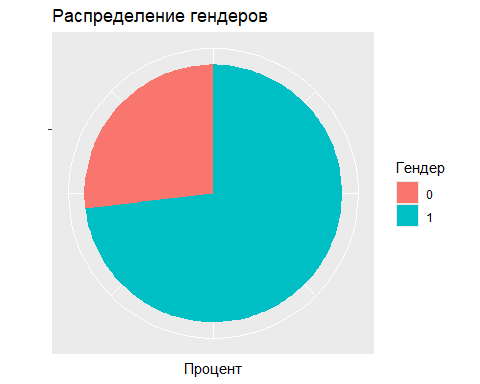 Распределение гендеров
Гендер
0
1
Процент